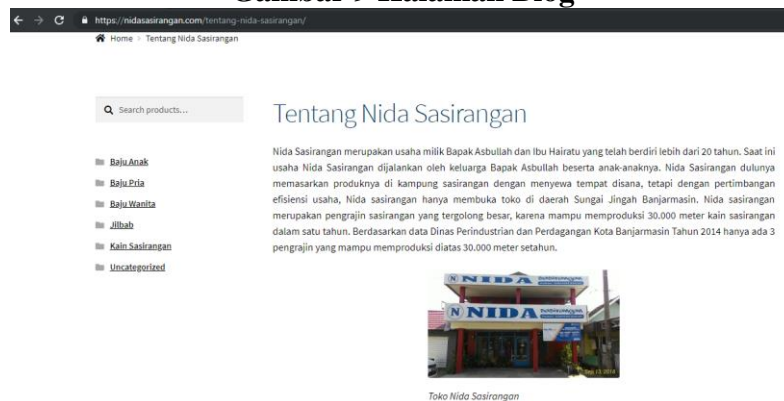 Gambar 9 Halaman Blog
https://nidasasirangan.com/tentang-nida-sasirangan/
Home Tentang Nida Sasirangan
Search products...
Baju Anak
Baju Pria
Baju Wanita
Jilbab
Kain Sasirangan
Uncategorized
Tentang Nida Sasirangan
Nida Sasirangan merupakan usaha milik Bapak Asbullah dan Ibu Hairatu yang telah berdiri lebih dari 20 tahun. Saat ini
usaha Nida Sasirangan dijalankan oleh keluarga Bapak Asbullah beserta anak-anaknya. Nida Sasirangan dulunya
memasarkan produknya di kampung sasirangan dengan menyewa tempat disana, tetapi dengan pertimbangan
efisiensi usaha, Nida sasirangan hanya membuka toko di daerah Sungai Jingah Banjarmasin. Nida sasirangan
merupakan pengrajin sasirangan yang tergolong besar, karena mampu memproduksi 30.000 meter kain sasirangan
dalam satu tahun. Berdasarkan data Dinas Perindustrian dan Perdagangan Kota Banjarmasin Tahun 2014 hanya ada 3
pengrajin yang mampu memproduksi diatas 30.000 meter setahun.
NIDA
N NIDA
Toko Nida Sasirangan